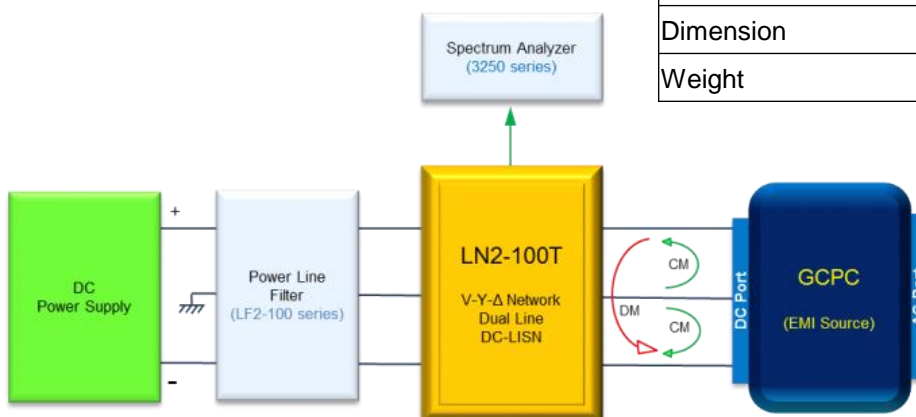 Dimension
Weight
Spectrum Analyzer
(3250 series)
+
DC
Power Supply
-
Power Line
Filter
(LF2-100 series)
LN2-100T
V-Y-Δ Network
Dual Line
DC-LISN
CM
DM
CM
DC Port
GCPC
(EMI Source)